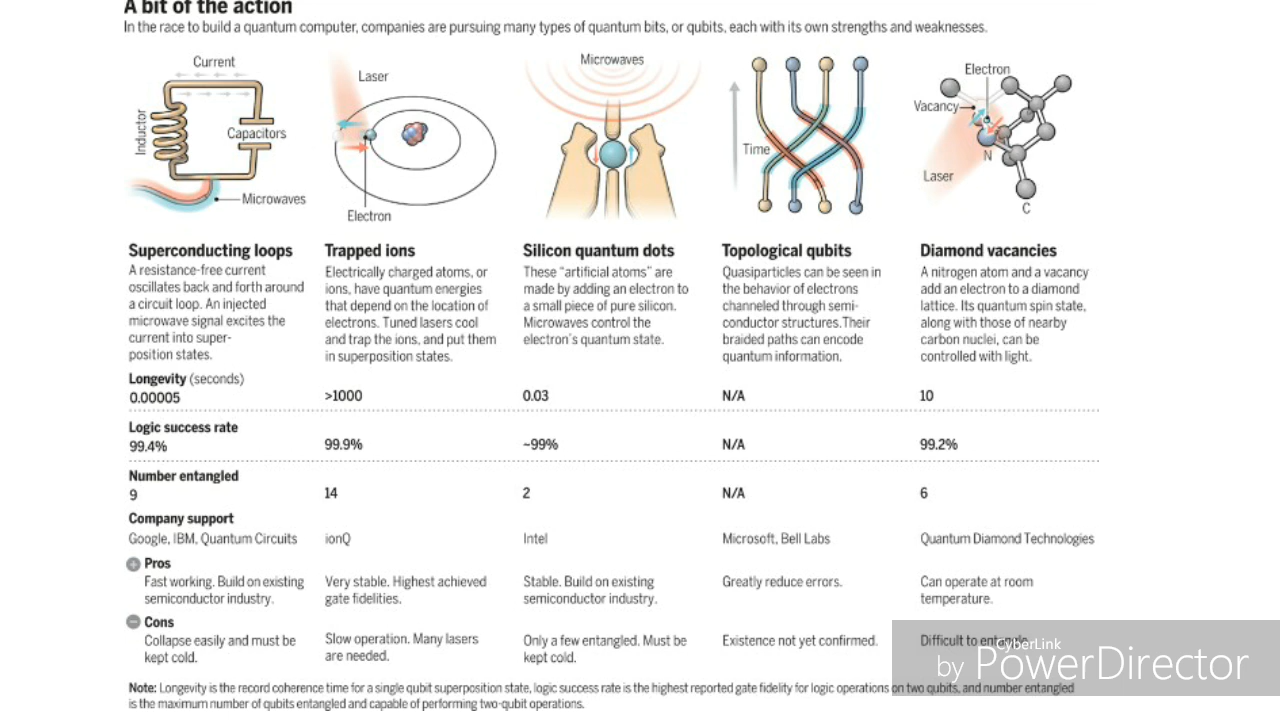 A bit of the action
In the race to build a quantum computer, companies are pursuing many types of quantum bits, or qubits, each with its own strengths and weaknesses.
Current
Inductor
Capacitors
Microwaves
Laser
Electron
Microwaves
Time
Electron
Vacancy
N
Laser
C
Superconducting loops
A resistance-free current
oscillates back and forth around
a circuit loop. An injected
microwave signal excites the
current into super-
position states.
Trapped ions
Electrically charged atoms, or
ions, have quantum energies
that depend on the location of
electrons. Tuned lasers cool
and trap the ions, and put them
in superposition states.
Silicon quantum dots
These “artificial atoms” are
made by adding an electron to
a small piece of pure silicon.
Microwaves control the
electron’s quantum state.
Topological qubits
Quasiparticles can be seen in
the behavior of electrons
channeled through semi-
conductor structures.Their
braided paths can encode
quantum information.
Diamond vacancies
A nitrogen atom and a vacancy
add an electron to a diamond
lattice. Its quantum spin state,
along with those of nearby
carbon nuclei, can be
controlled with light.
Longevity (seconds)
0.00005 >1000 0.03 N/A 10
Logic success rate
99.4% 99.9% ~99% N/A 99.2%
Number entangled
9 14 2 N/A 6
Company support
Google, IBM, Quantum Circuits ionQ Intel Microsoft, Bell Labs Quantum Diamond Technologies
Pros
Fast working. Build on existing
semiconductor industry.
Very stable. Highest achieved
gate fidelities.
Stable. Build on existing
semiconductor industry.
Greatly reduce errors.
Can operate at room
temperature.
Cons
Collapse easily and must be
kept cold.
Slow operation. Many lasers
are needed.
Only a few entangled. Must be
kept cold.
Existence not yet confirmed.
Difficult to entangle.
Note: Longevity is the record coherence time for a single qubit superposition state, logic success rate is the highest reported gate fidelity for logic operations on two qubits, and number entangled
is the maximum number of qubits entangled and capable of performing two-qubit operations.
CyberLink
by PowerDirector